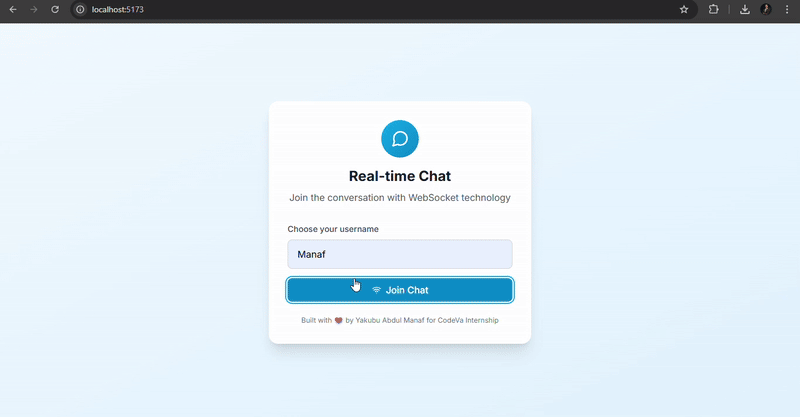 localhost:5173
Real-time Chat
Join the conversation with WebSocket technology
Choose your username
Manaf
Join Chat
Built with ❤️ by Yakubu Abdul Manaf for CodeVa Internship